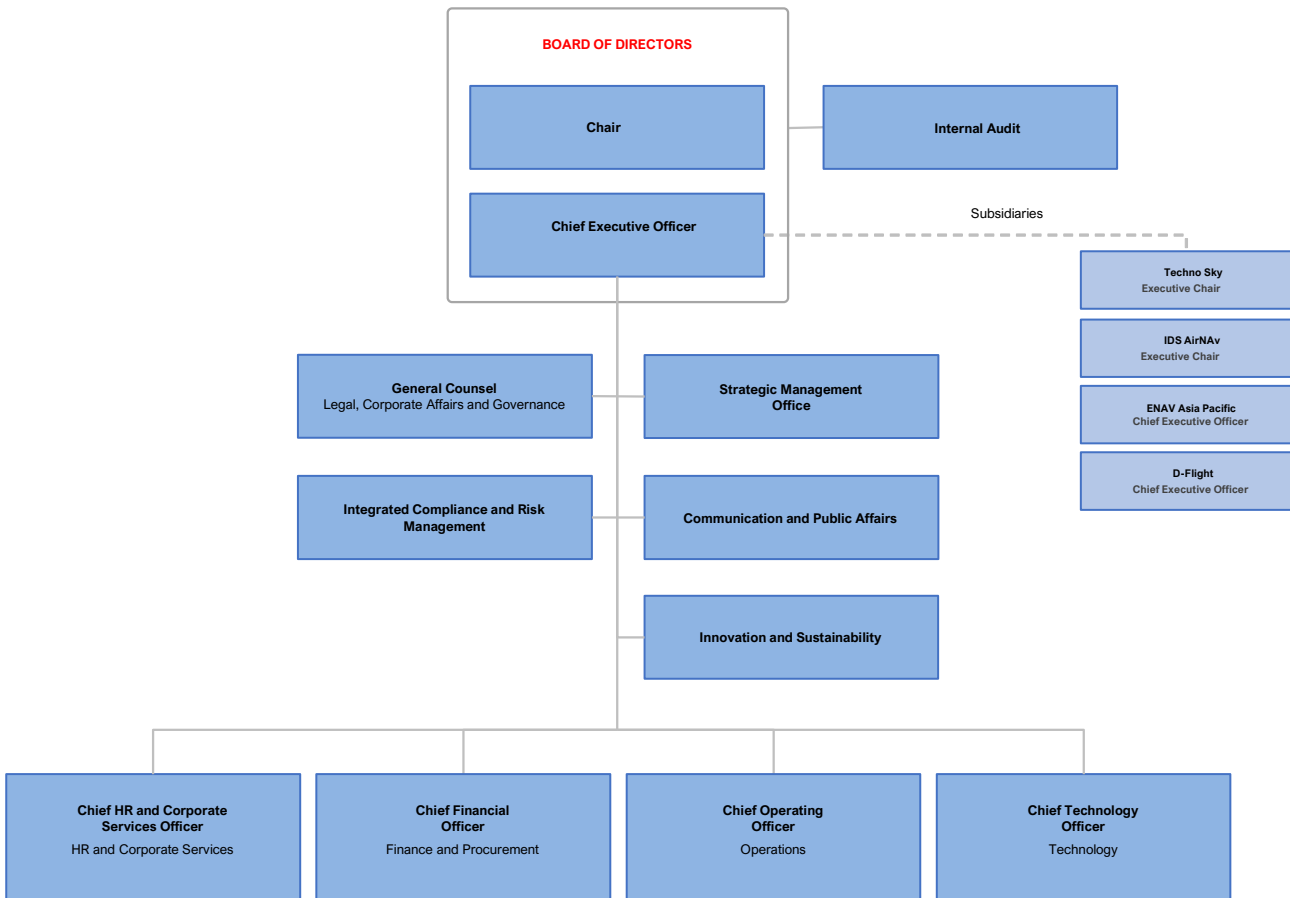 BOARD OF DIRECTORS
Chair
Internal Audit
Chief Executive Officer
Subsidiaries
Techno Sky
Executive Chair
IDS AirNAv
Executive Chair
ENAV Asia Pacific
Chief Executive Officer
D-Flight
Chief Executive Officer
General Counsel
Legal, Corporate Affairs and Governance
Strategic Management
Office
Integrated Compliance and Risk
Management
Communication and Public Affairs
Innovation and Sustainability
Chief HR and Corporate
Services Officer
HR and Corporate Services
Chief Financial
Officer
Finance and Procurement
Chief Operating
Officer
Operations
Chief Technology
Officer
Technology